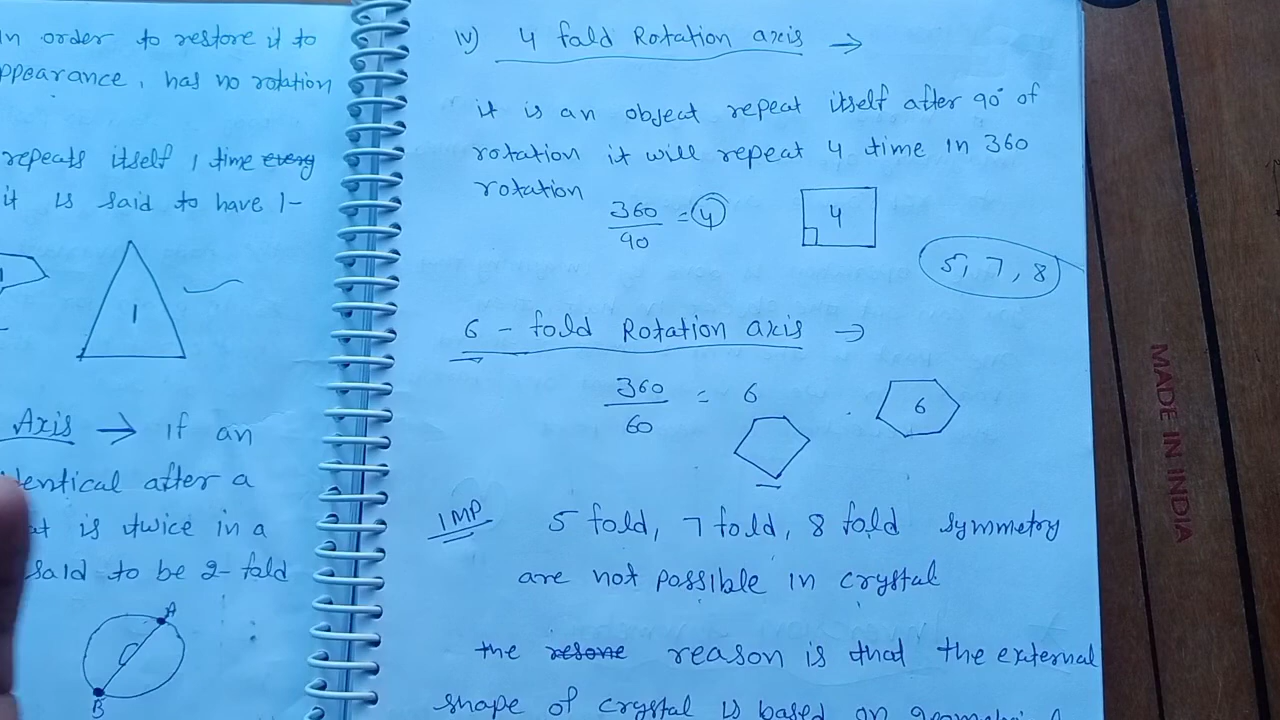 in order to restore it to
ppearance, has no rotation
repeats itself 1 time every
it is said to have 1-
1
Axis → If an
dentical after a
at is twice in a
said to be 2-fold
A
B
iv) 4 fold Rotation axis →
it is an object repeat itself after 90° of
rotation it will repeat 4 time in 360
rotation
360/90 = 4
4
5, 7, 8
6 - fold Rotation axis →
360/60 = 6
6
IMP 5 fold, 7 fold, 8 fold symmetry
are not possible in crystal
the resone reason is that the external
shape of crystal is based on
MADE IN INDIA